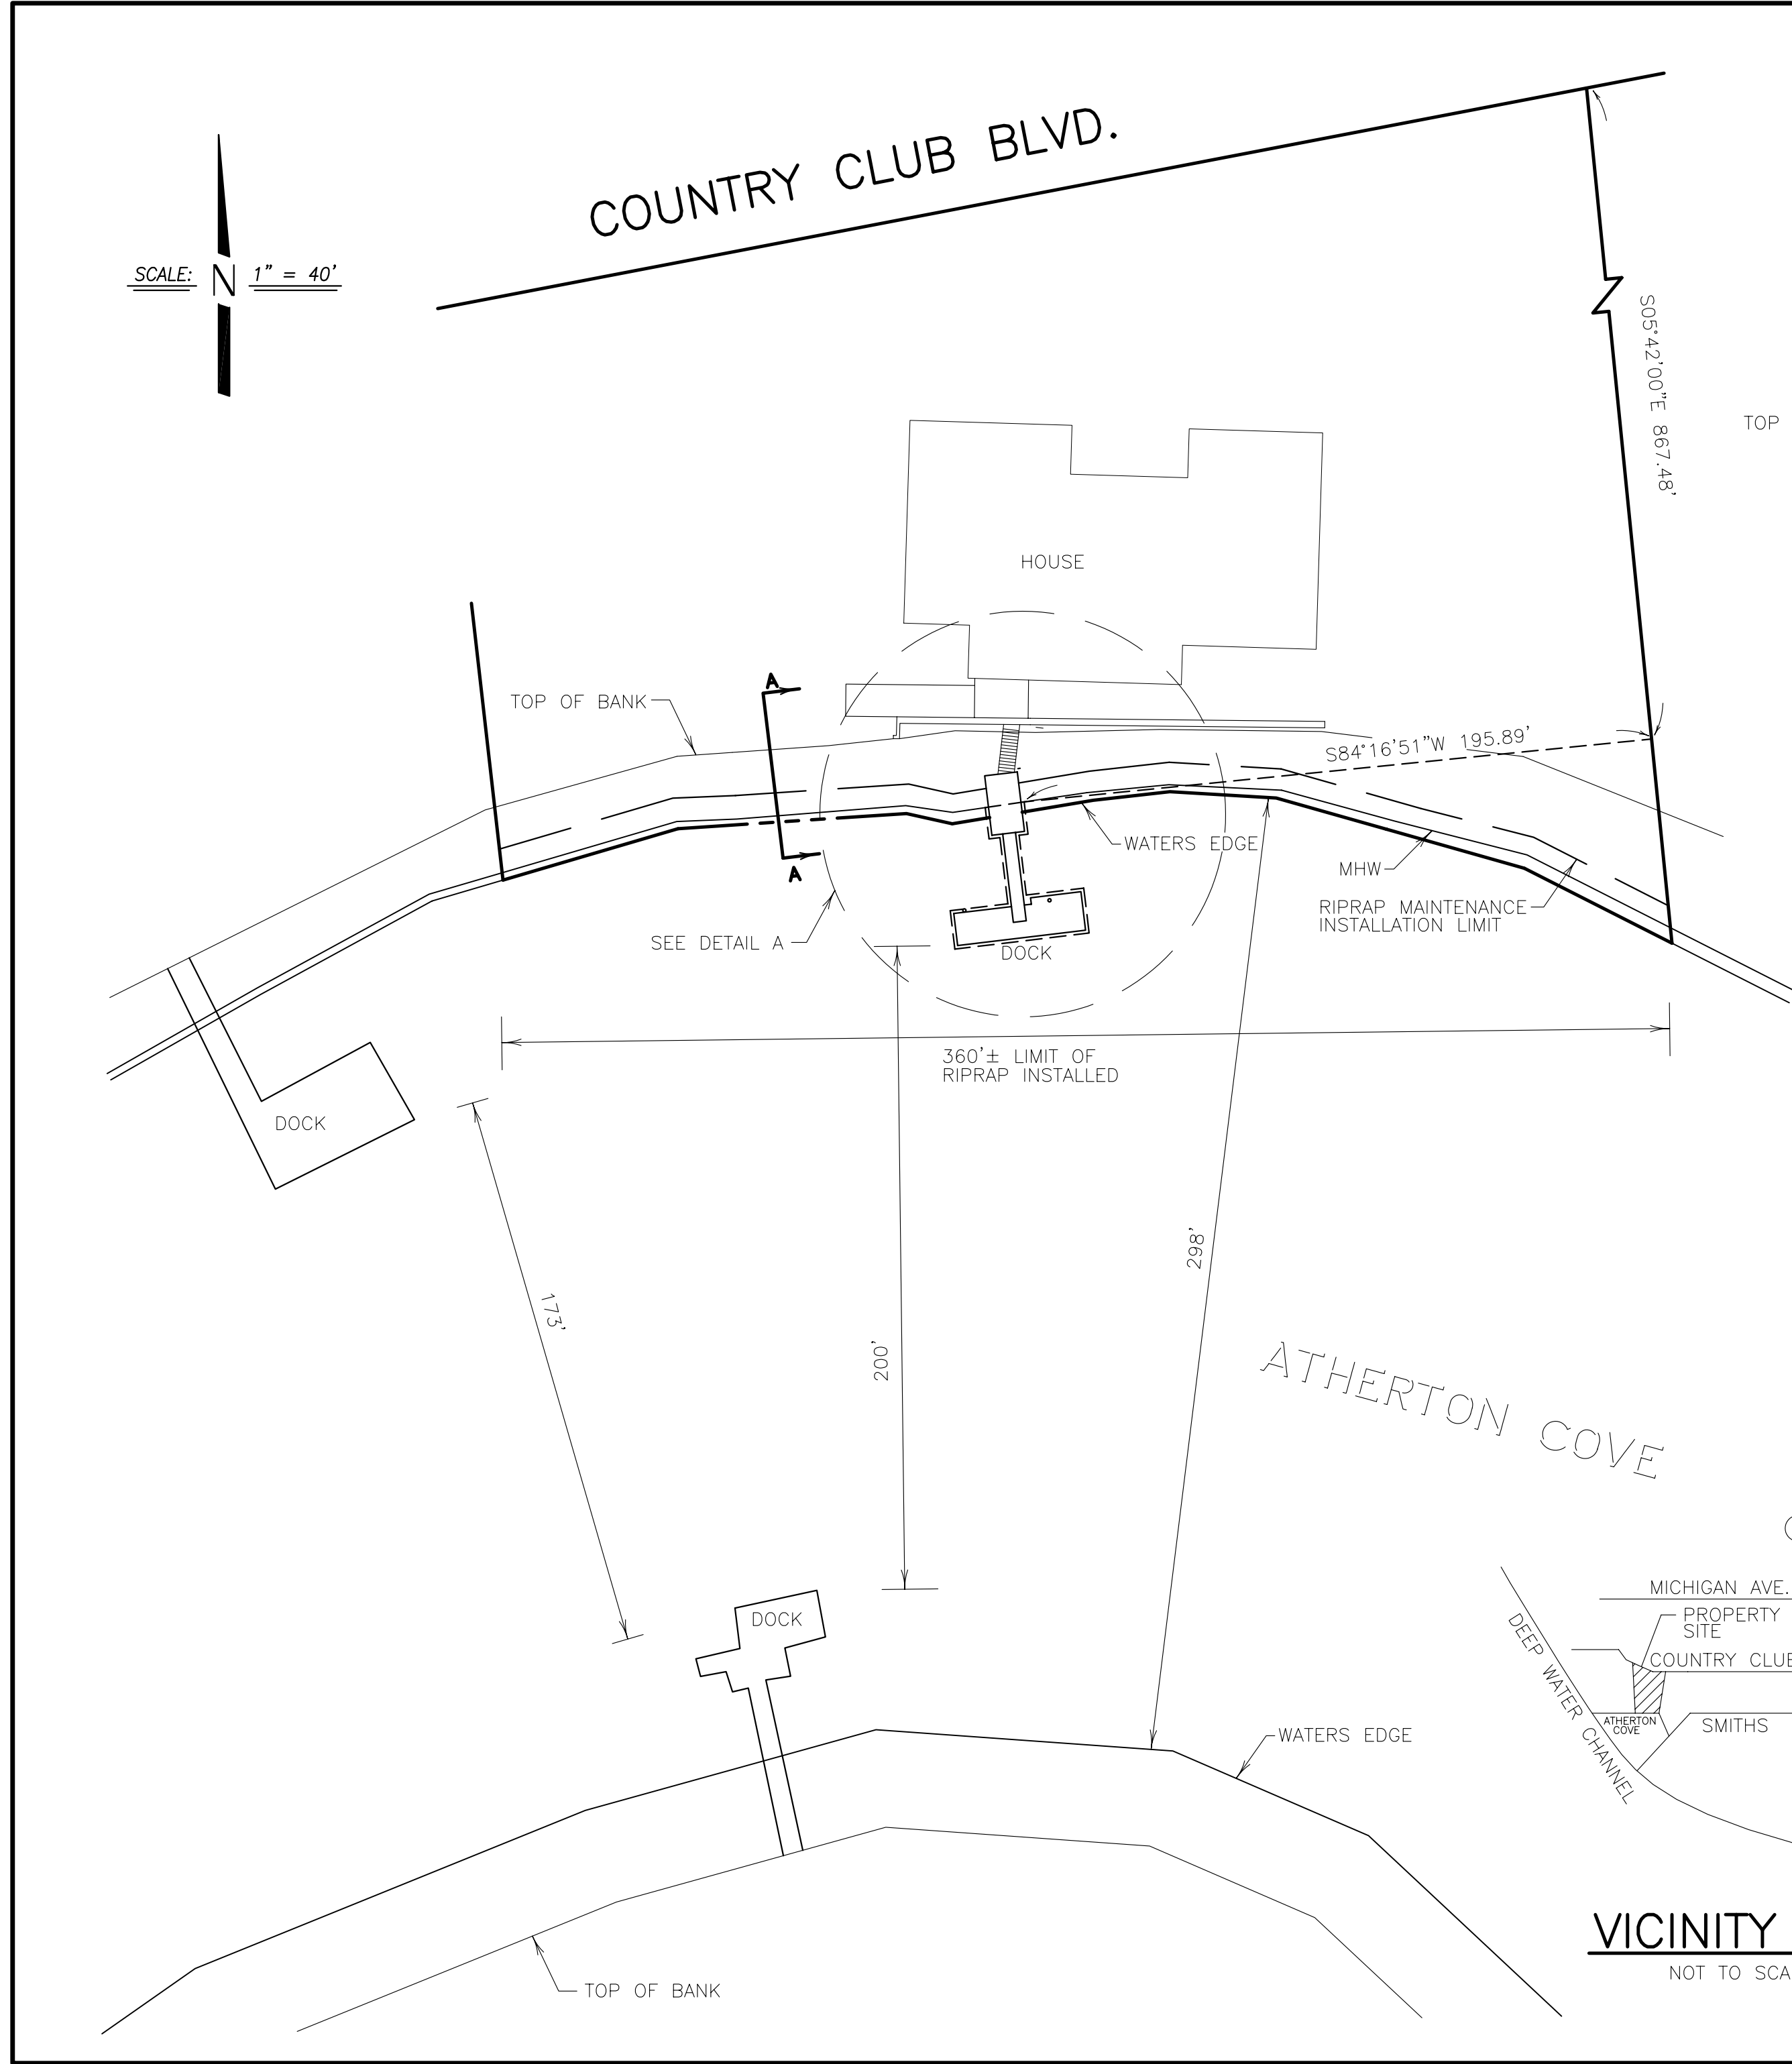 COUNTRY CLUB BLVD.
SCALE: N 1" = 40'
S05°42'00"E 867.48'
TOP
HOUSE
TOP OF BANK
A
S84°16'51"W 195.89'
WATERS EDGE
MHW
A
RIPRAP MAINTENANCE
INSTALLATION LIMIT
SEE DETAIL A
DOCK
360'± LIMIT OF
RIPRAP INSTALLED
DOCK
298'
173'
200'
ATHERTON COVE
MICHIGAN AVE.
PROPERTY
SITE
DOCK
DEEP WATER CHANNEL
COUNTRY CLUB
ATHERTON
COVE
SMITHS
WATERS EDGE
VICINITY
NOT TO SCA
TOP OF BANK